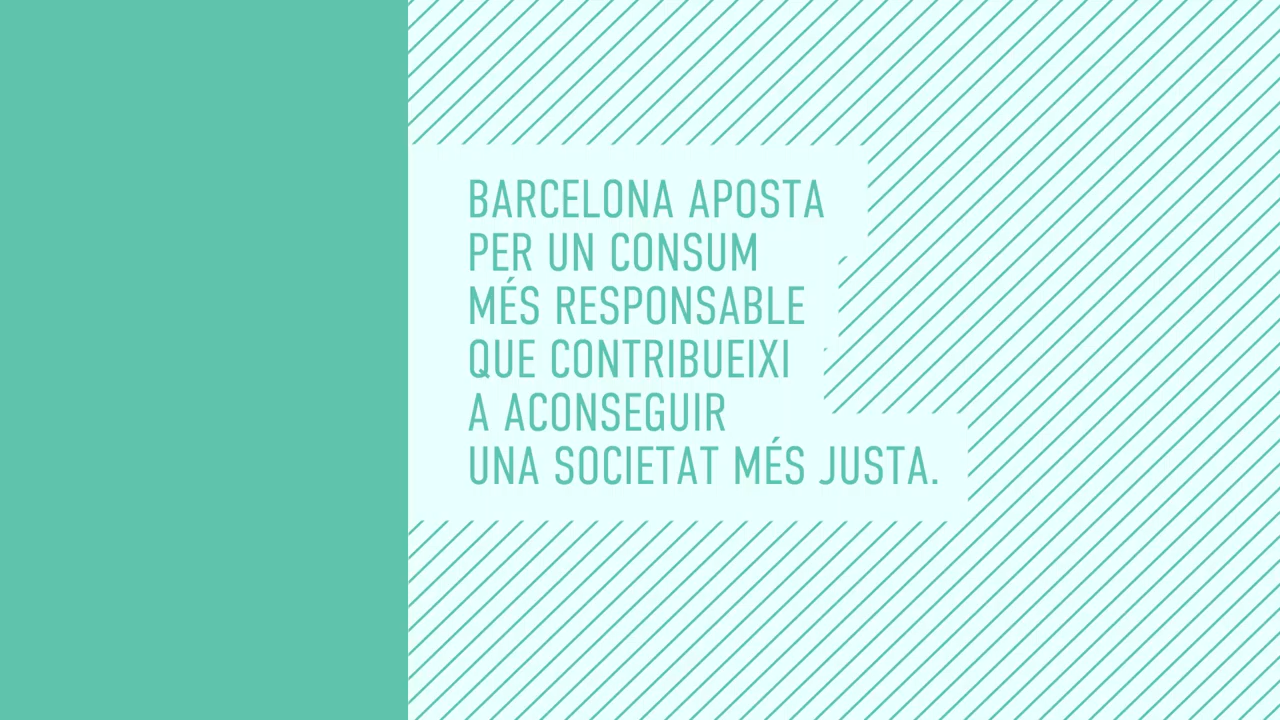 BARCELONA APOSTA
PER UN CONSUM
MÉS RESPONSABLE
QUE CONTRIBUEIXI
A ACONSEGUIR
UNA SOCIETAT MÉS JUSTA.